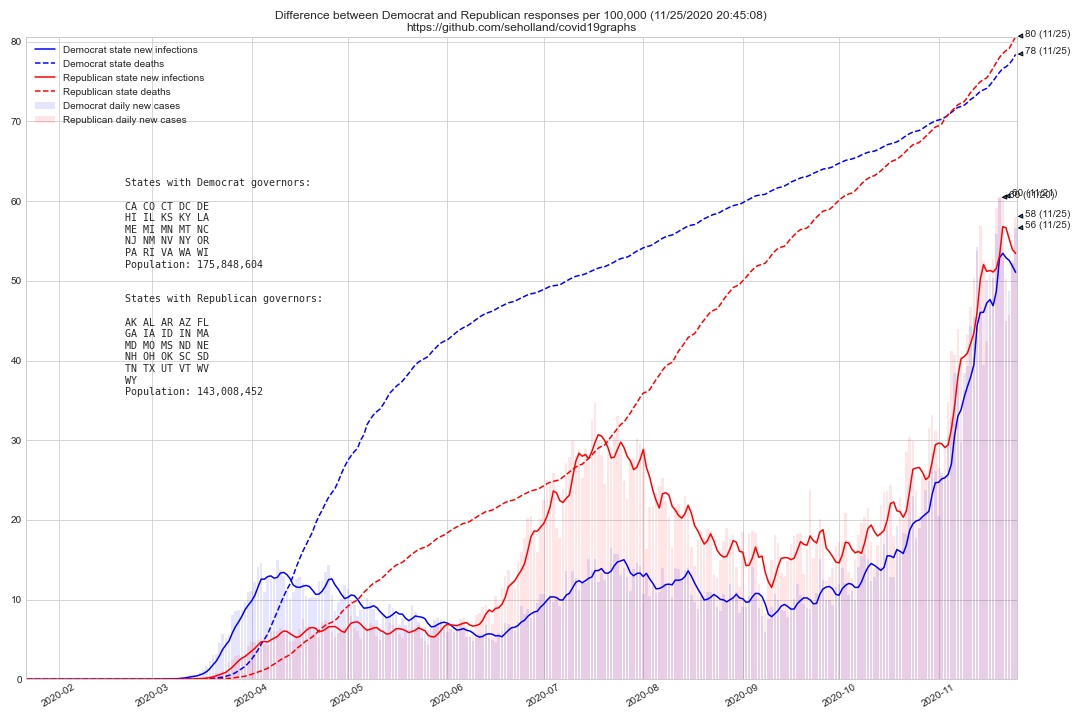 Difference between Democrat and Republican responses per 100,000 (11/25/2020 20:45:08)
https://github.com/seholland/covid19graphs
Democrat state new infections
Democrat state deaths
Republican state new infections
Republican state deaths
Democrat daily new cases
Republican daily new cases
States with Democrat governors:
CA CO CT DC DE
HI IL KS KY LA
ME MI MN MT NC
NJ NM NV NY OR
PA RI VA WA WI
Population: 175,848,604
States with Republican governors:
AK AL AR AZ FL
GA IA ID IN MA
MD MO MS ND NE
NH OH OK SC SD
TN TX UT VT WV
WY
Population: 143,008,452
80 (11/25)
78 (11/25)
58 (11/25)
56 (11/25)
80
70
60
50
40
30
20
10
0
2020-02
2020-03
2020-04
2020-05
2020-06
2020-07
2020-08
2020-09
2020-10
2020-11